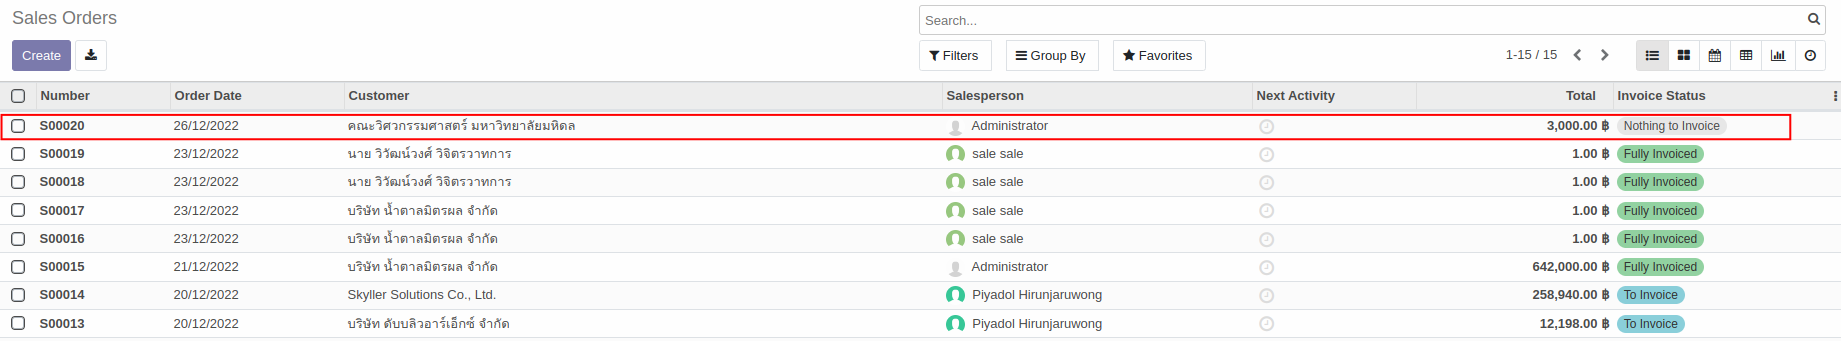 Sales Orders
Search...
Create
Filters Group By Favorites 1-15 / 15
Number Order Date Customer Salesperson Next Activity Total Invoice Status
S00020 26/12/2022 คณะวิศวกรรมศาสตร์ มหาวิทยาลัยมหิดล Administrator 3,000.00 ฿ Nothing to Invoice
S00019 23/12/2022 นาย วิวัฒน์วงศ์ วิจิตรวาทการ sale sale 1.00 ฿ Fully Invoiced
S00018 23/12/2022 นาย วิวัฒน์วงศ์ วิจิตรวาทการ sale sale 1.00 ฿ Fully Invoiced
S00017 23/12/2022 บริษัท น้ำตาลมิตรผล จำกัด sale sale 1.00 ฿ Fully Invoiced
S00016 23/12/2022 บริษัท น้ำตาลมิตรผล จำกัด sale sale 1.00 ฿ Fully Invoiced
S00015 21/12/2022 บริษัท น้ำตาลมิตรผล จำกัด Administrator 642,000.00 ฿ Fully Invoiced
S00014 20/12/2022 Skyller Solutions Co., Ltd. Piyadol Hirunjaruwong 258,940.00 ฿ To Invoice
S00013 20/12/2022 บริษัท ดับบลิวอาร์เอ็กซ์ จำกัด Piyadol Hirunjaruwong 12,198.00 ฿ To Invoice